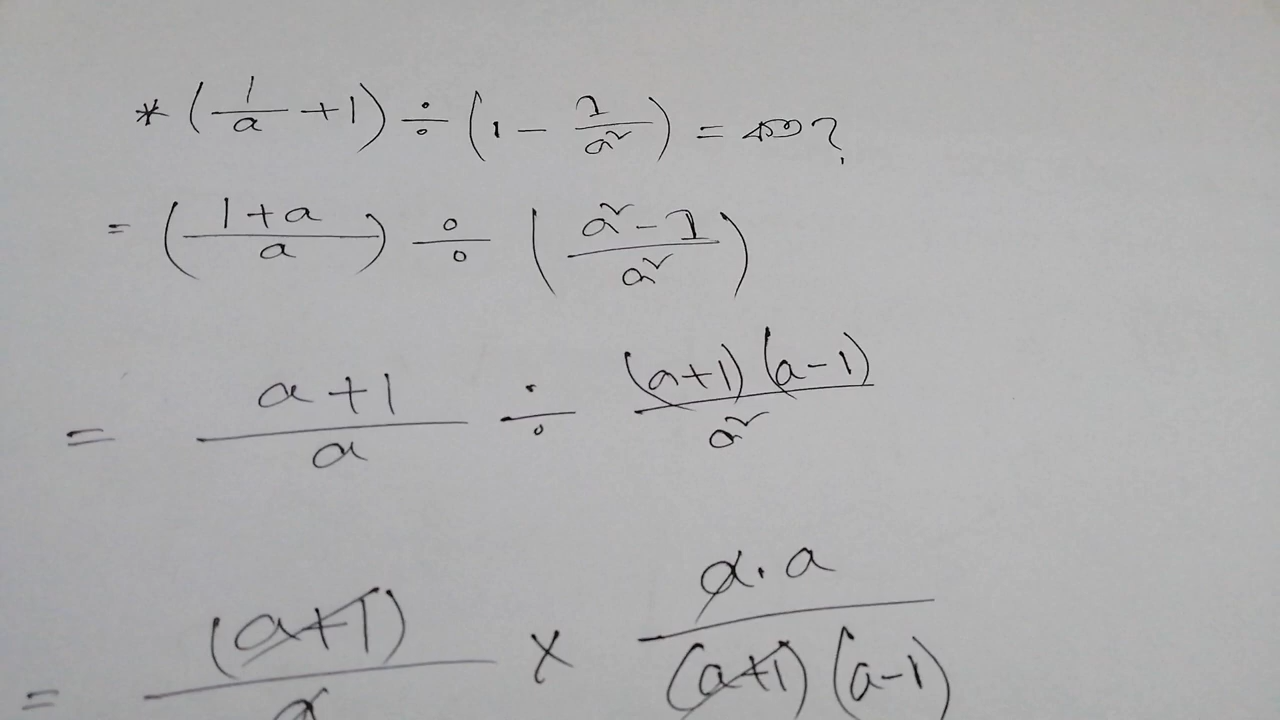 * (1/a + 1) ÷ (1 - 1/a²) = কত?
= (1+a/a) ÷ (a²-1/a²)
= a+1/a ÷ (a+1)(a-1)/a²
= (a+1)/a × a.a/(a+1)(a-1)